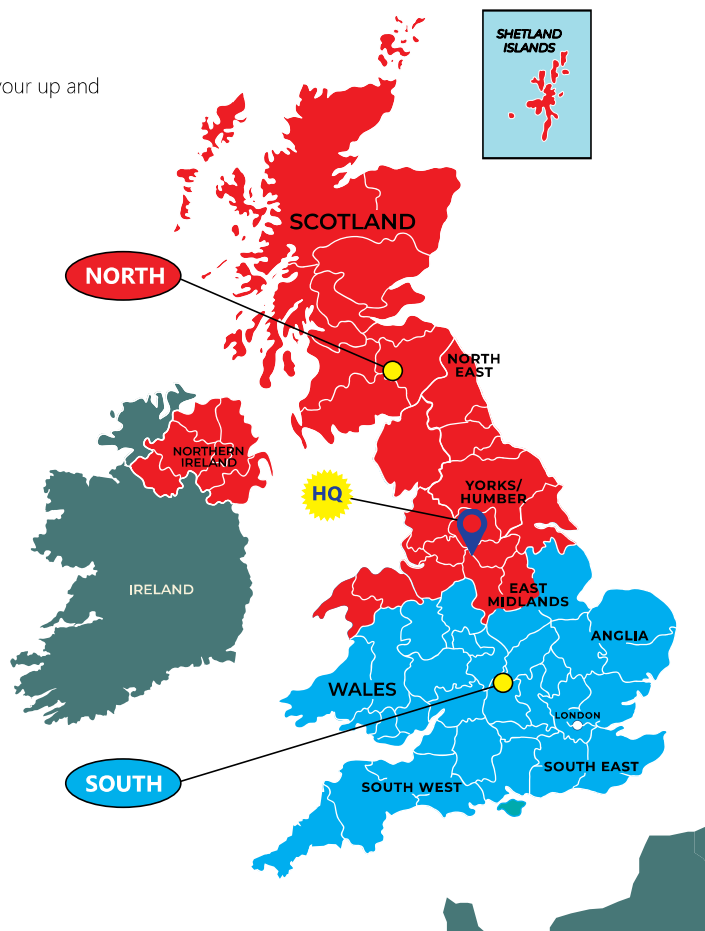 SHETLAND
ISLANDS
your up and
SCOTLAND
NORTH
NORTH
EAST
NORTHERN
IRELAND
YORKS/
HUMBER
HQ
IRELAND
EAST
MIDLANDS
ANGLIA
WALES
LONDON
SOUTH
SOUTH EAST
SOUTH WEST